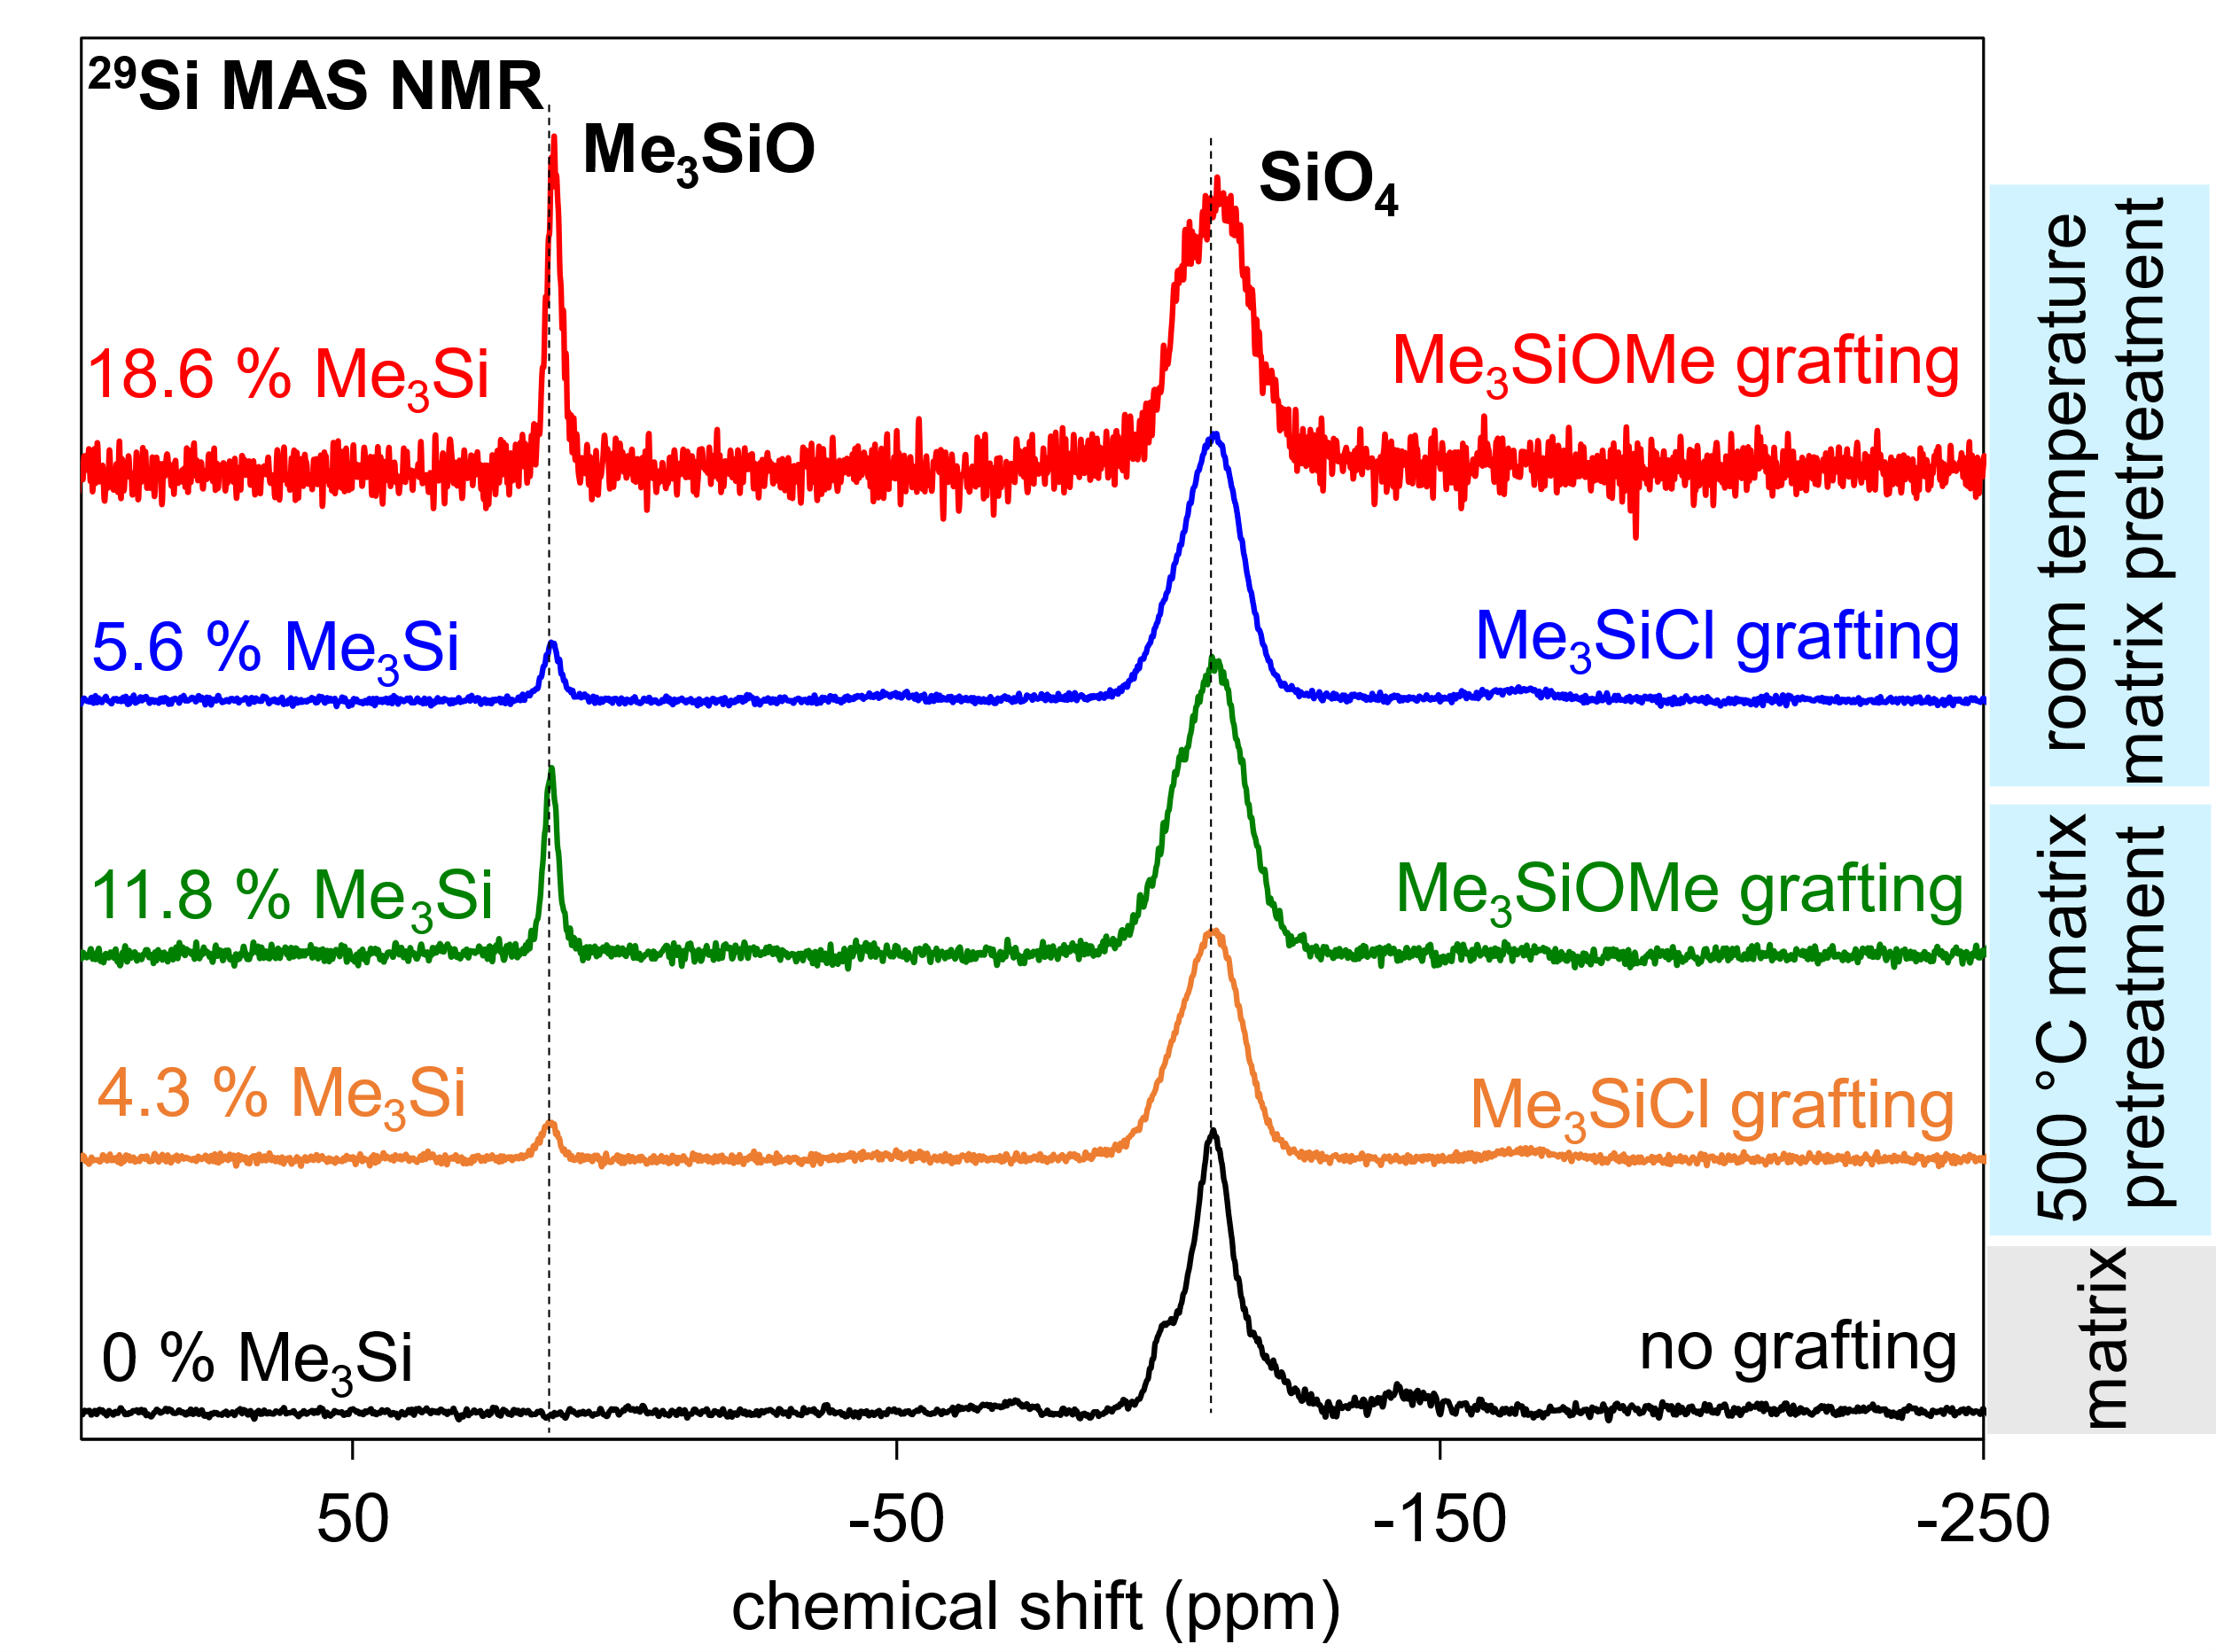 ²⁹Si MAS NMR
Me₃SiO
SiO₄
18.6 % Me₃Si
Me₃SiOMe grafting
5.6 % Me₃Si
Me₃SiCl grafting
11.8 % Me₃Si
Me₃SiOMe grafting
4.3 % Me₃Si
Me₃SiCl grafting
0 % Me₃Si
no grafting
room temperature
matrix pretreatment
500 °C matrix
pretreatment
matrix
50 -50 -150 -250
chemical shift (ppm)